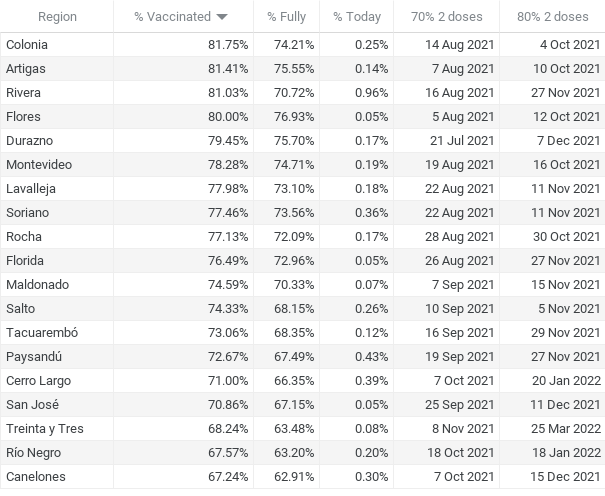 Region % Vaccinated % Fully % Today 70% 2 doses 80% 2 doses
Colonia 81.75% 74.21% 0.25% 14 Aug 2021 4 Oct 2021
Artigas 81.41% 75.55% 0.14% 7 Aug 2021 10 Oct 2021
Rivera 81.03% 70.72% 0.96% 16 Aug 2021 27 Nov 2021
Flores 80.00% 76.93% 0.05% 5 Aug 2021 12 Oct 2021
Durazno 79.45% 75.70% 0.17% 21 Jul 2021 7 Dec 2021
Montevideo 78.28% 74.71% 0.19% 19 Aug 2021 16 Oct 2021
Lavalleja 77.98% 73.10% 0.18% 22 Aug 2021 11 Nov 2021
Soriano 77.46% 73.56% 0.36% 22 Aug 2021 11 Nov 2021
Rocha 77.13% 72.09% 0.17% 28 Aug 2021 30 Oct 2021
Florida 76.49% 72.96% 0.05% 26 Aug 2021 27 Nov 2021
Maldonado 74.59% 70.33% 0.07% 7 Sep 2021 15 Nov 2021
Salto 74.33% 68.15% 0.26% 10 Sep 2021 5 Nov 2021
Tacuarembó 73.06% 68.35% 0.12% 16 Sep 2021 29 Nov 2021
Paysandú 72.67% 67.49% 0.43% 19 Sep 2021 27 Nov 2021
Cerro Largo 71.00% 66.35% 0.39% 7 Oct 2021 20 Jan 2022
San José 70.86% 67.15% 0.05% 25 Sep 2021 11 Dec 2021
Treinta y Tres 68.24% 63.48% 0.08% 8 Nov 2021 25 Mar 2022
Río Negro 67.57% 63.20% 0.20% 18 Oct 2021 18 Jan 2022
Canelones 67.24% 62.91% 0.30% 7 Oct 2021 15 Dec 2021